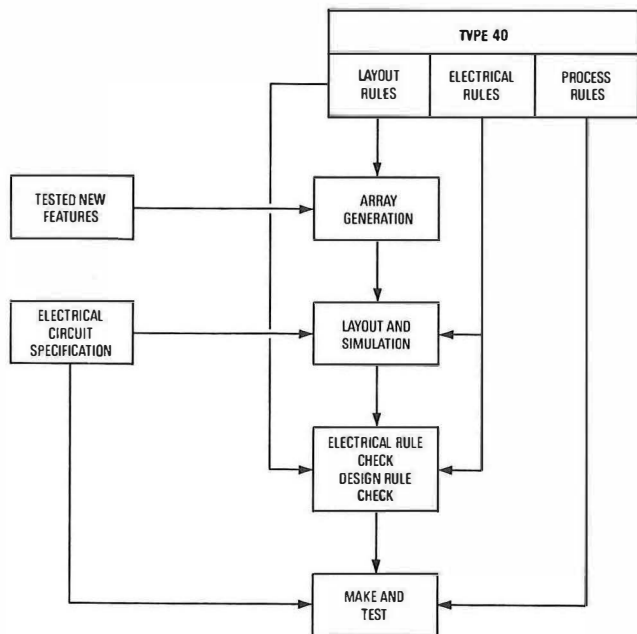 TYPE 40
LAYOUT
RULES
ELECTRICAL
RULES
PROCESS
RULES
TESTED NEW
FEATURES
ARRAY
GENERATION
ELECTRICAL
CIRCUIT
SPECIFICATION
LAYOUT AND
SIMULATION
ELECTRICAL RULE
CHECK
DESIGN RULE
CHECK
MAKE AND
TEST